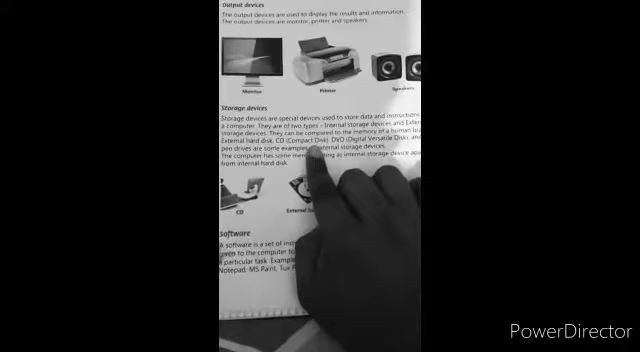 Output devices
The output devices are used to display the results and information.
The output devices are monitor, printer and speakers.
Monitor
Printer
Speakers
Storage devices
Storage devices are special devices used to store data and instructions
a computer. They are of two types - Internal storage devices and
storage devices. They can be compared to the memory of a human
External hard disk, CD (Compact Disk), DVD (Digital Versatile Disk), and
pen drives are some examples external storage devices.
The computer has some as internal storage device
from internal hard disk.
CD
External
Software
A software is a set of
given to the computer to
a particular task. Example
Notepad, MS Paint, Tux
PowerDirector